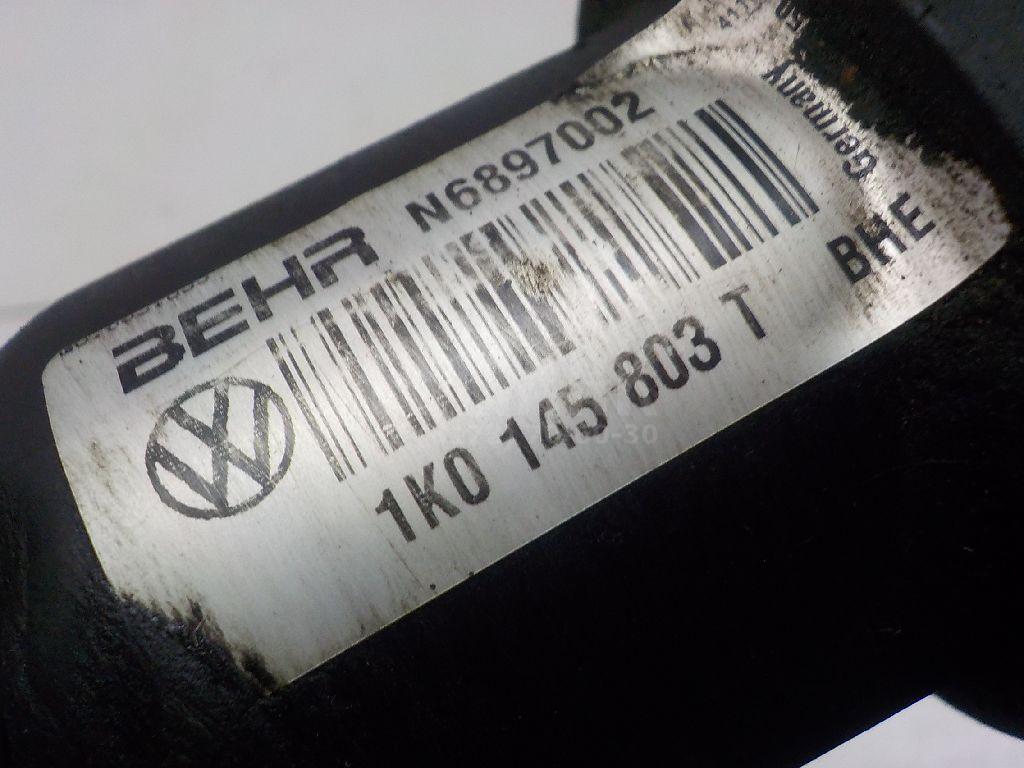 BEHR N6897002
1K0 145 803 T
BHE
Germany